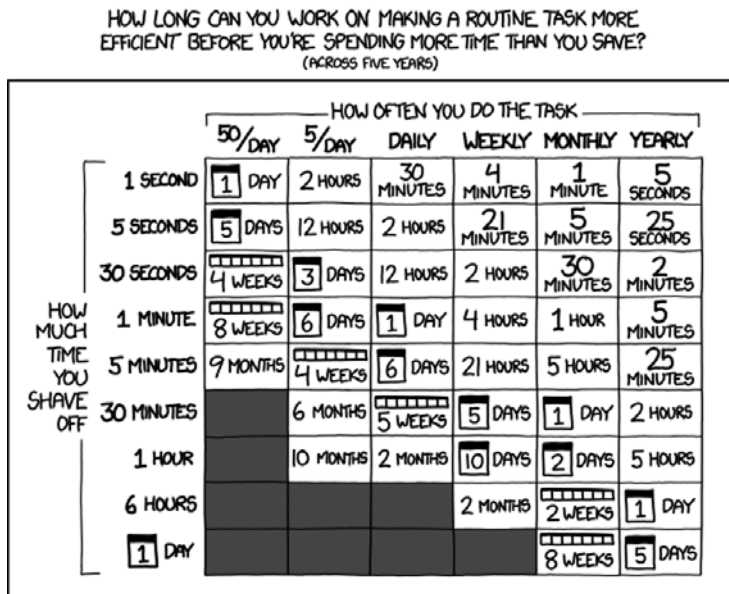 HOW LONG CAN YOU WORK ON MAKING A ROUTINE TASK MORE
EFFICIENT BEFORE YOU'RE SPENDING MORE TIME THAN YOU SAVE?
(ACROSS FIVE YEARS)
HOW OFTEN YOU DO THE TASK
50/DAY 5/DAY DAILY WEEKLY MONTHLY YEARLY
HOW MUCH TIME YOU SHAVE OFF
1 SECOND 1 DAY 2 HOURS 30 MINUTES 4 MINUTES 1 MINUTE 5 SECONDS
5 SECONDS 5 DAYS 12 HOURS 2 HOURS 21 MINUTES 5 MINUTES 25 SECONDS
30 SECONDS 4 WEEKS 3 DAYS 12 HOURS 2 HOURS 30 MINUTES 2 MINUTES
1 MINUTE 8 WEEKS 6 DAYS 1 DAY 4 HOURS 1 HOUR 5 MINUTES
5 MINUTES 9 MONTHS 4 WEEKS 6 DAYS 21 HOURS 5 HOURS 25 MINUTES
30 MINUTES 6 MONTHS 5 WEEKS 5 DAYS 1 DAY 2 HOURS
1 HOUR 10 MONTHS 2 MONTHS 10 DAYS 2 DAYS 5 HOURS
6 HOURS 2 MONTHS 2 WEEKS 1 DAY
1 DAY 8 WEEKS 5 DAYS